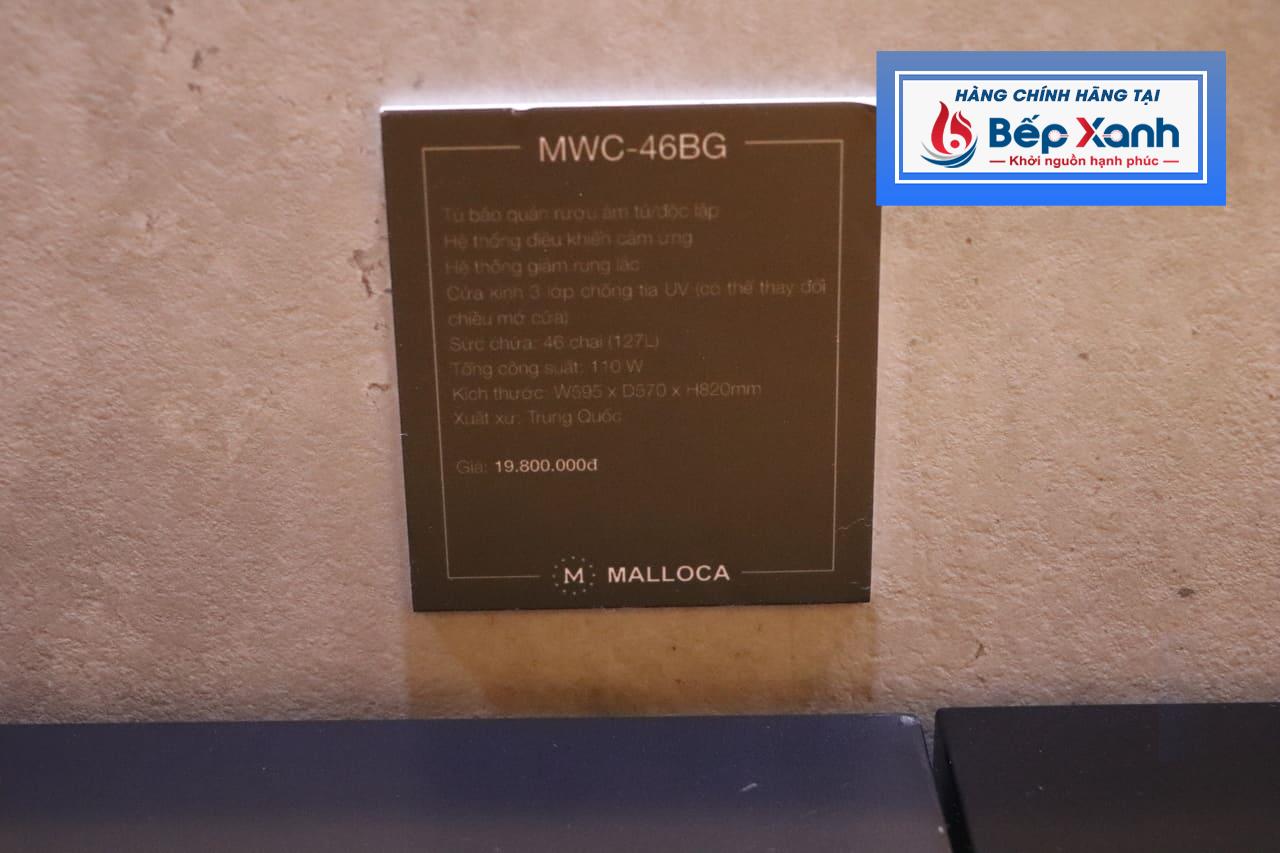 HÀNG CHÍNH HÃNG TẠI
Bếp Xanh
Khởi nguồn hạnh phúc
MWC-46BG
Tủ bảo quản rượu âm tủ/độc lập
Hệ thống điều khiển cảm ứng
Hệ thống giảm rung lắc
Cửa kính 3 lớp chống tia UV (có thể thay đổi
chiều mở cửa)
Sức chứa: 46 chai (127L)
Tổng công suất: 110 W
Kích thước: W595 x D570 x H820mm
Xuất xứ: Trung Quốc
Giá: 19.800.000đ
M MALLOCA